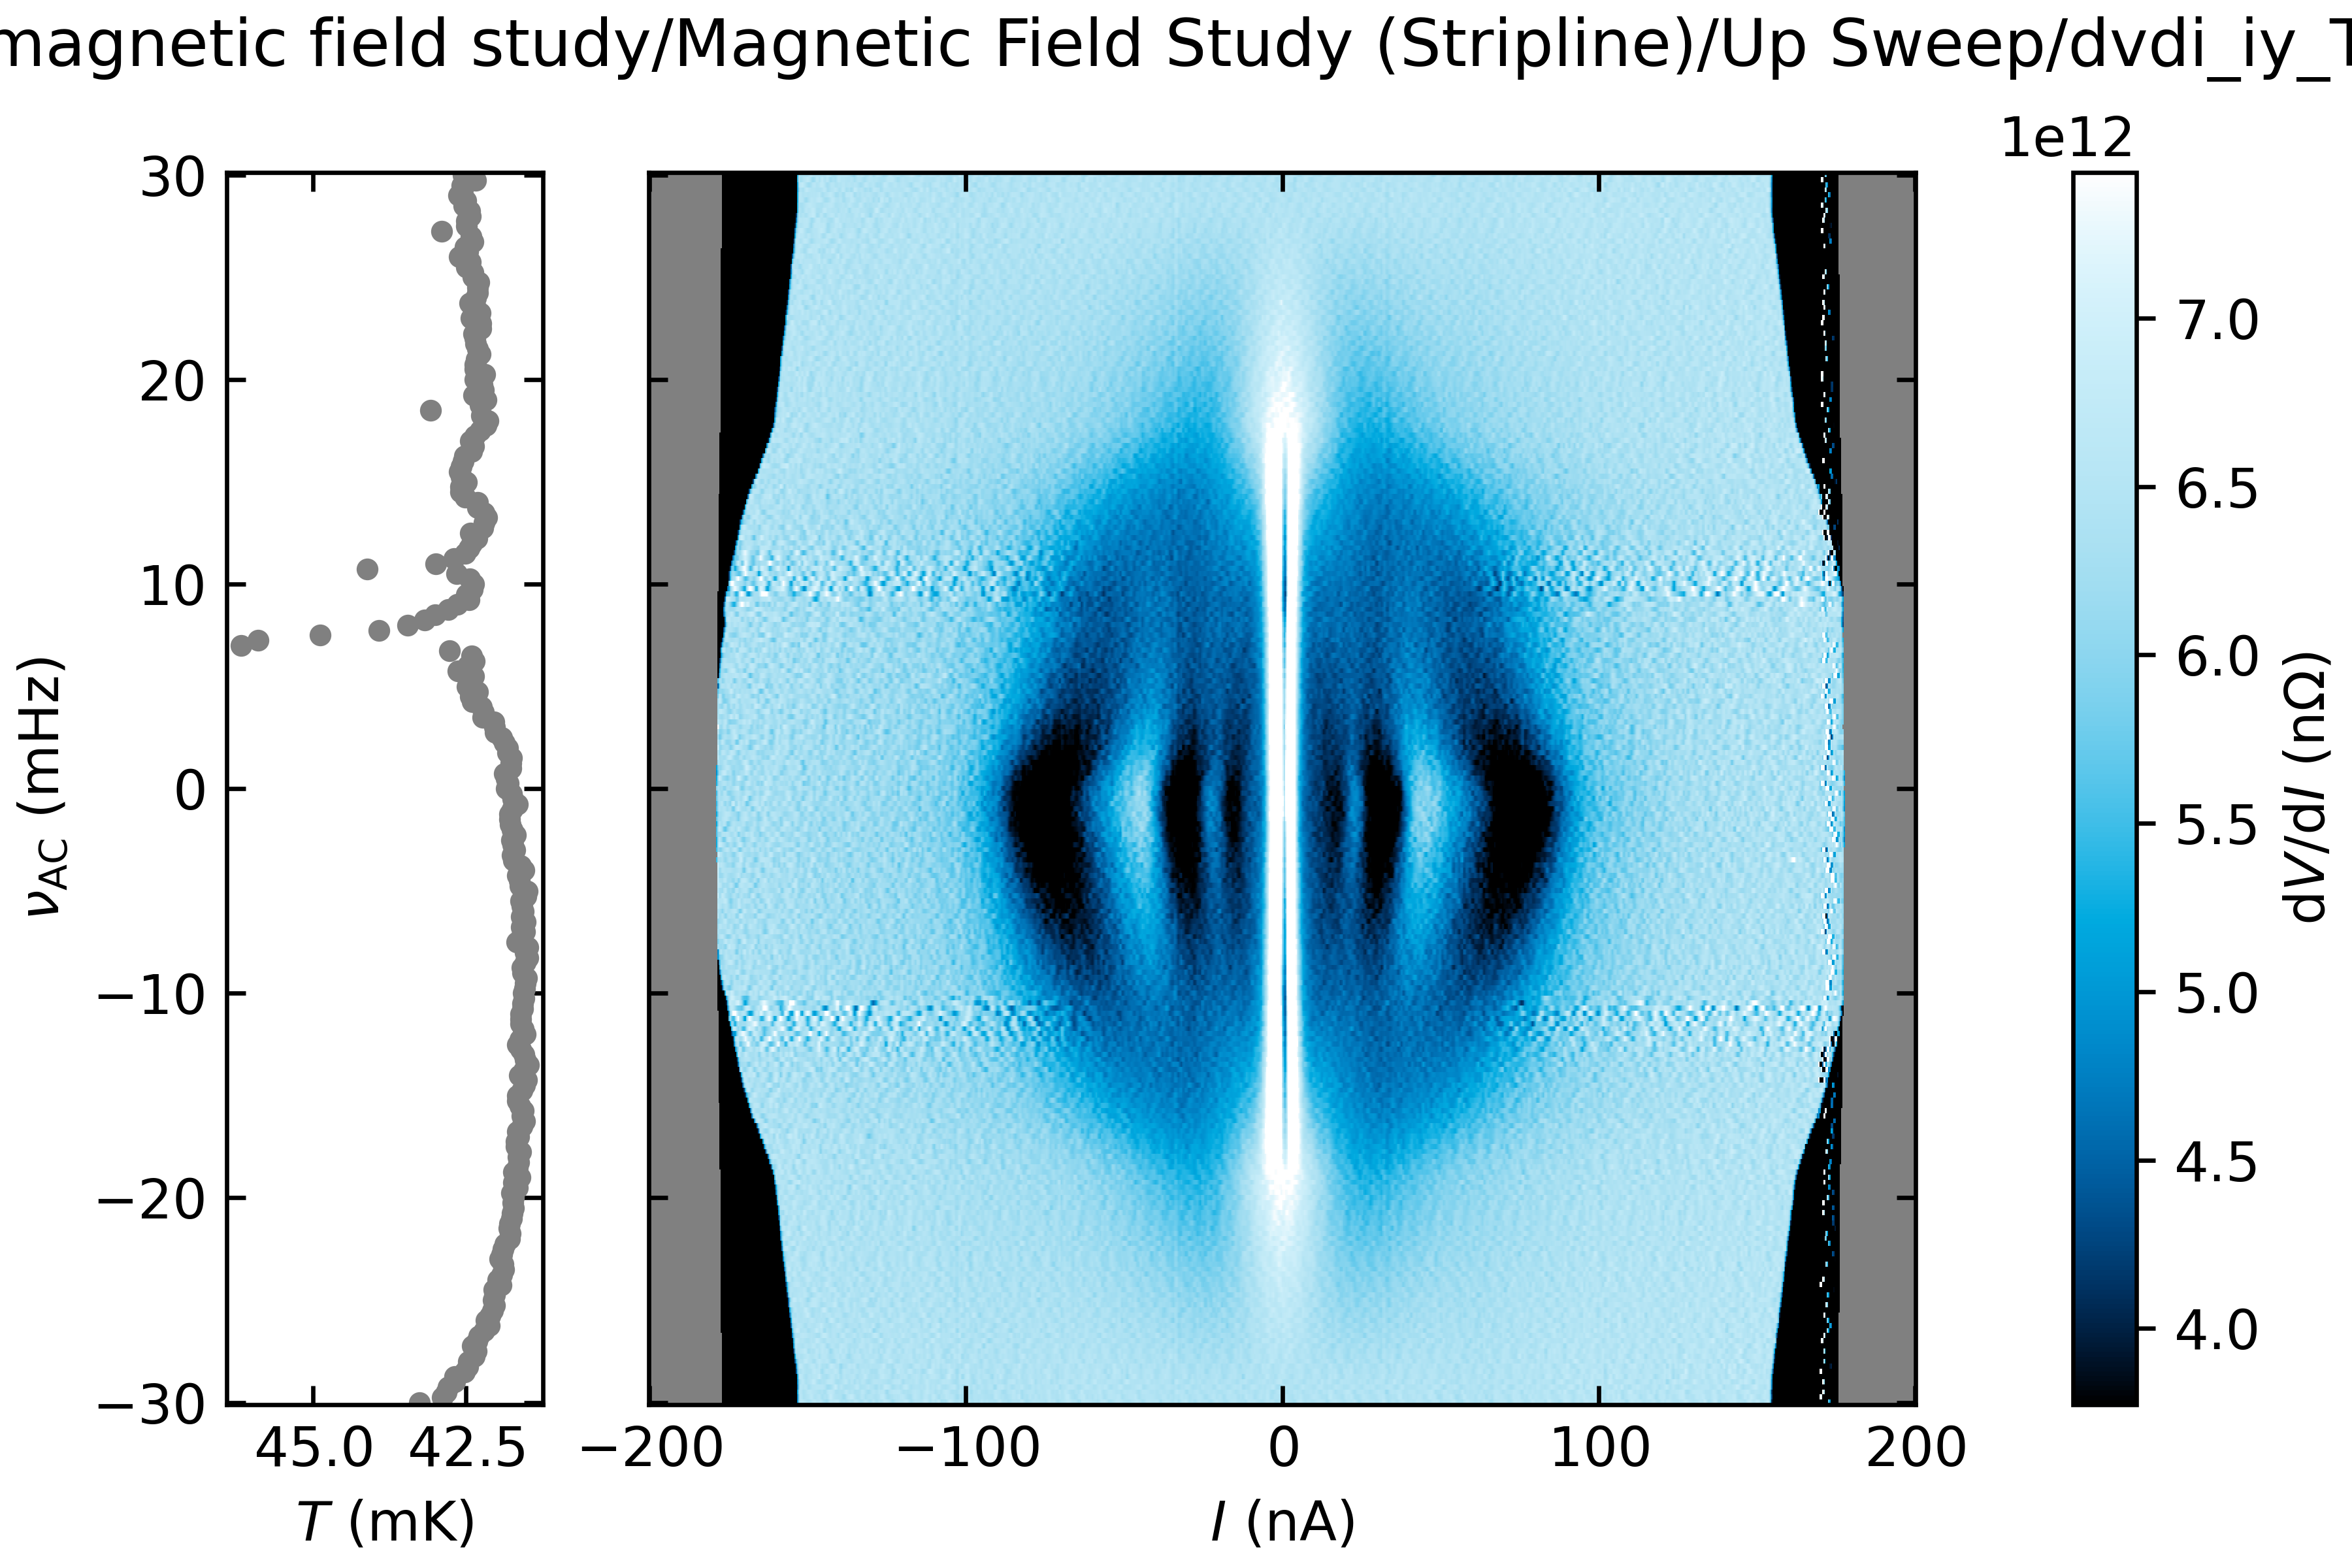 magnetic field study/Magnetic Field Study (Stripline)/Up Sweep/dvdi_iy_T
1e12
30
20
10
0
−10
−20
−30
ν_AC (mHz)
45.0 42.5
T (mK)
−200 −100 0 100 200
I (nA)
7.0
6.5
6.0
5.5
5.0
4.5
4.0
dV/dI (nΩ)